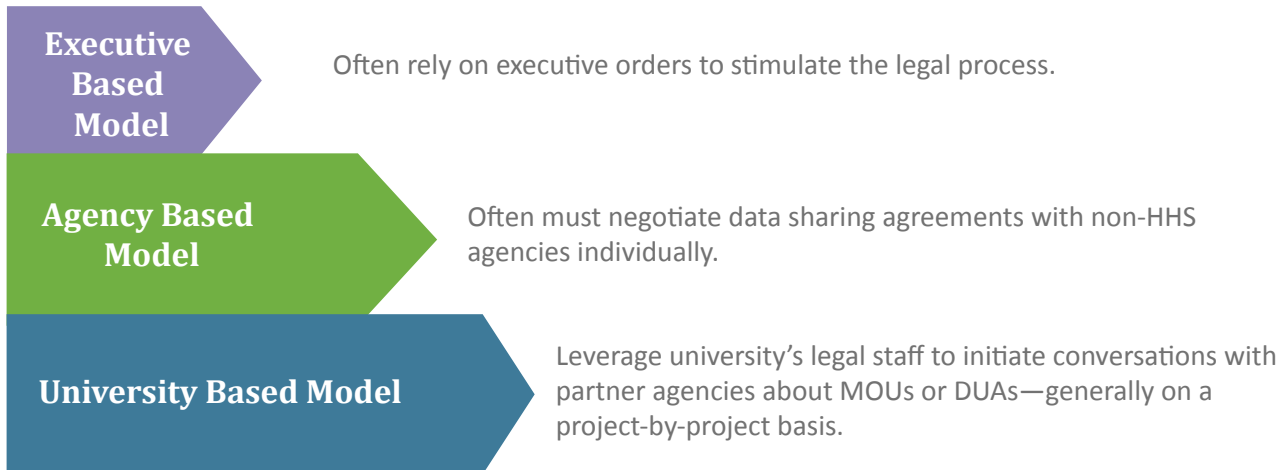 Executive
Based
Model
Often rely on executive orders to stimulate the legal process.
Agency Based
Model
Often must negotiate data sharing agreements with non-HHS
agencies individually.
University Based Model
Leverage university’s legal staff to initiate conversations with
partner agencies about MOUs or DUAs—generally on a
project-by-project basis.